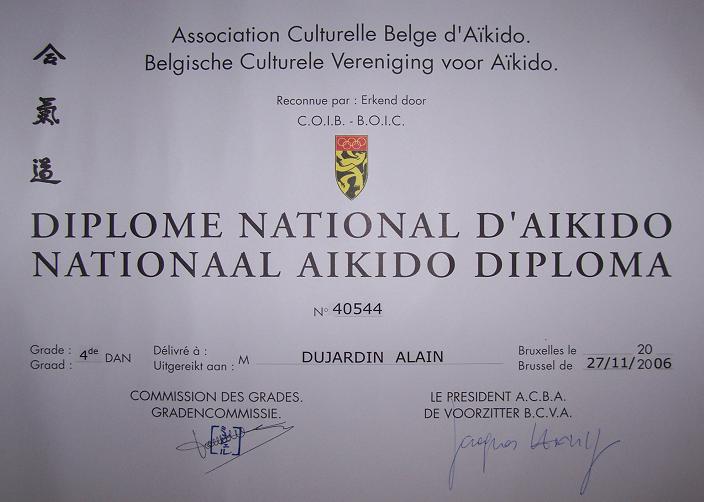 合
氣
道
Association Culturelle Belge d'Aïkido.
Belgische Culturele Vereniging voor Aïkido.
Reconnue par : Erkend door
C.O.I.B. - B.O.I.C.
DIPLOME NATIONAL D'AIKIDO
NATIONAAL AIKIDO DIPLOMA
N° 40544
Grade : 4de DAN Délivré à : M DUJARDIN ALAIN Bruxelles le 20
Graad : Uitgereikt aan : Brussel de 27/11/2006
COMMISSION DES GRADES. LE PRESIDENT A.C.B.A.
GRADENCOMMISSIE. DE VOORZITTER B.C.V.A.
Jacques